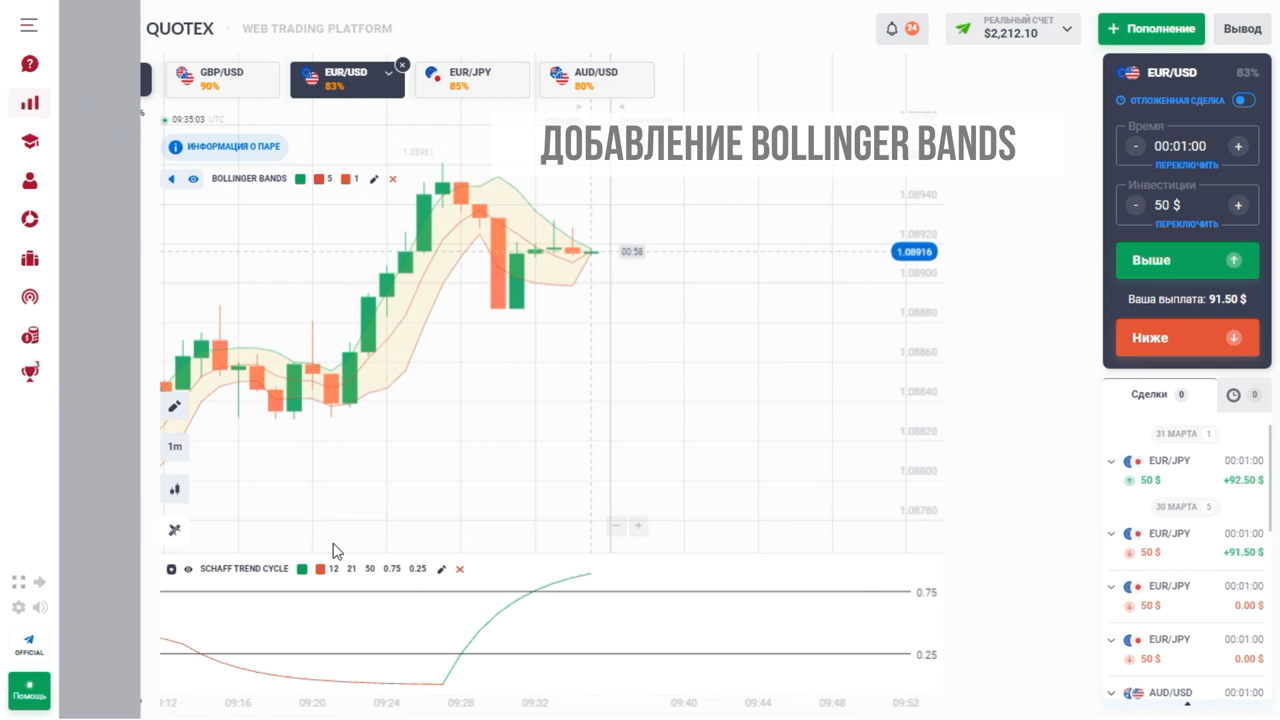 QUOTEX · WEB TRADING PLATFORM
24
РЕАЛЬНЫЙ СЧЕТ
$2,212.10
+ Пополнение
Вывод
GBP/USD
90%
EUR/USD
83%
EUR/JPY
85%
AUD/USD
80%
%
09:35:03 UTC
ИНФОРМАЦИЯ О ПАРЕ
ДОБАВЛЕНИЕ BOLLINGER BANDS
1.08961
BOLLINGER BANDS 5 1
1.08940
1.08920
00:58
1.08916
1.08900
1.08880
1.08860
1.08840
1.08820
1.08800
1.08780
1m
SCHAFF TREND CYCLE 12 21 50 0.75 0.25
0.75
0.25
:12 09:16 09:20 09:24 09:28 09:32 09:40 09:44 09:48 09:52
3
OFFICIAL
Помощь
EUR/USD 83%
ОТЛОЖЕННАЯ СДЕЛКА
Время
- 00:01:00 +
ПЕРЕКЛЮЧИТЬ
Инвестиции
- 50 $ +
ПЕРЕКЛЮЧИТЬ
Выше
Ваша выплата: 91.50 $
Ниже
Сделки 0 0
31 МАРТА 1
EUR/JPY 00:01:00
50 $ +92.50 $
30 МАРТА 5
EUR/JPY 00:01:00
50 $ +91.50 $
EUR/JPY 00:01:00
50 $ 0.00 $
EUR/JPY 00:01:00
50 $ 0.00 $
AUD/USD 00:01:00